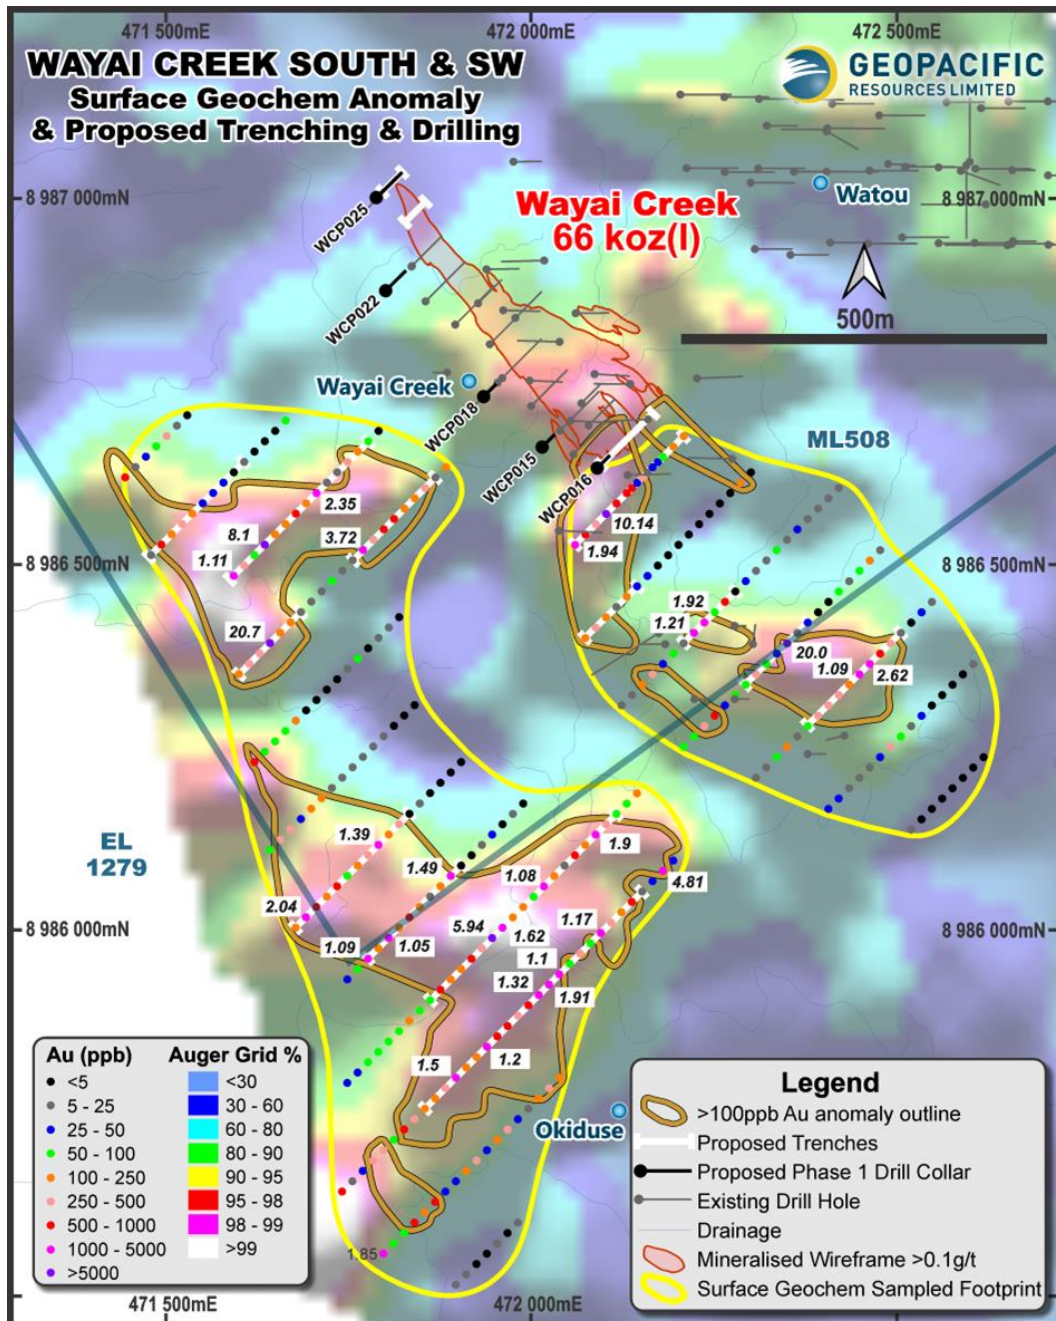 471 500mE
472 000mE
472 500mE
WAYAI CREEK SOUTH & SW
Surface Geochem Anomaly
& Proposed Trenching & Drilling
GEOPACIFIC
RESOURCES LIMITED
8 987 000mN
Wayai Creek
66 koz(I)
Watou
8 987 000mN
WCP025
WCP022
500m
Wayai Creek
WCP018
WCP015
WCP016
ML508
2.35
8.1
3.72
1.11
10.14
1.94
8 986 500mN
8 986 500mN
1.92
1.21
20.7
20.0
1.09
2.62
EL
1279
1.39
1.9
1.49
1.08
4.81
2.04
5.94
1.17
1.62
8 986 000mN
8 986 000mN
1.09
1.05
1.1
1.32
1.91
1.5
1.2
Okiduse
1.85
Au (ppb)
Auger Grid %
<5
<30
5 - 25
30 - 60
25 - 50
60 - 80
50 - 100
80 - 90
100 - 250
90 - 95
250 - 500
95 - 98
500 - 1000
98 - 99
1000 - 5000
>99
>5000
Legend
>100ppb Au anomaly outline
Proposed Trenches
Proposed Phase 1 Drill Collar
Existing Drill Hole
Drainage
Mineralised Wireframe >0.1g/t
Surface Geochem Sampled Footprint
471 500mE
472 000mE